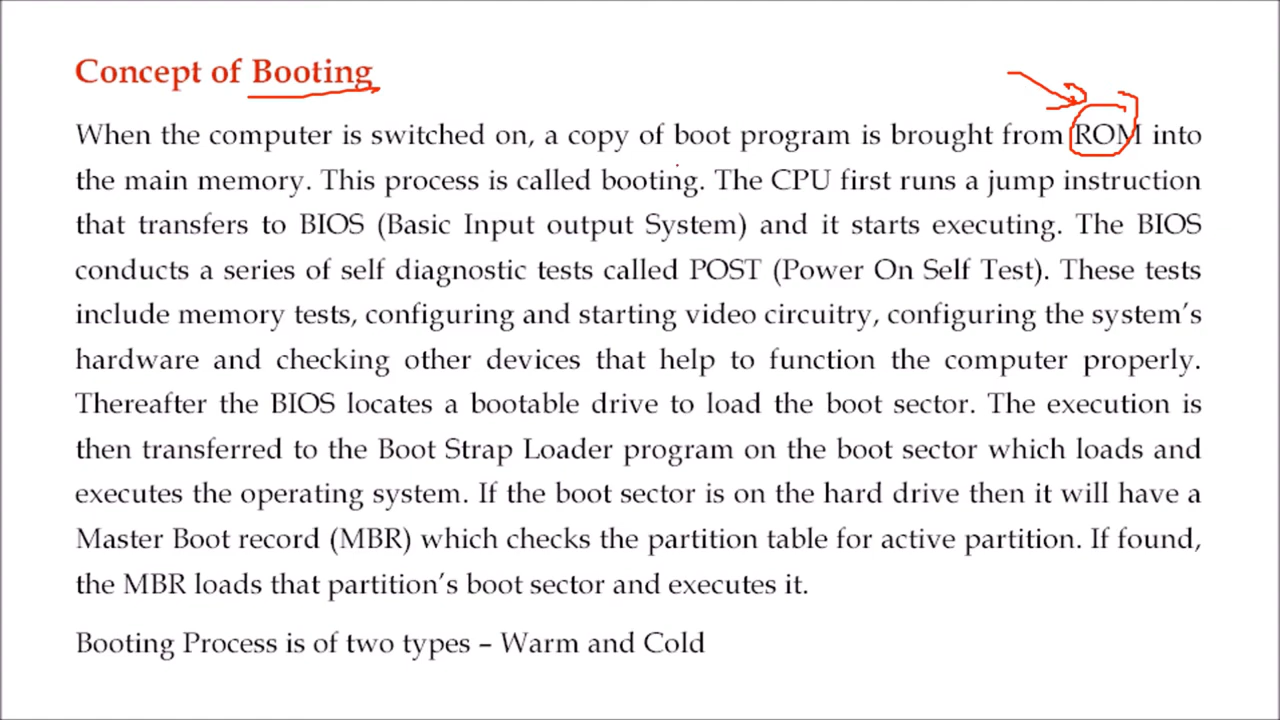 Concept of Booting
When the computer is switched on, a copy of boot program is brought from ROM into
the main memory. This process is called booting. The CPU first runs a jump instruction
that transfers to BIOS (Basic Input output System) and it starts executing. The BIOS
conducts a series of self diagnostic tests called POST (Power On Self Test). These tests
include memory tests, configuring and starting video circuitry, configuring the system’s
hardware and checking other devices that help to function the computer properly.
Thereafter the BIOS locates a bootable drive to load the boot sector. The execution is
then transferred to the Boot Strap Loader program on the boot sector which loads and
executes the operating system. If the boot sector is on the hard drive then it will have a
Master Boot record (MBR) which checks the partition table for active partition. If found,
the MBR loads that partition’s boot sector and executes it.
Booting Process is of two types – Warm and Cold